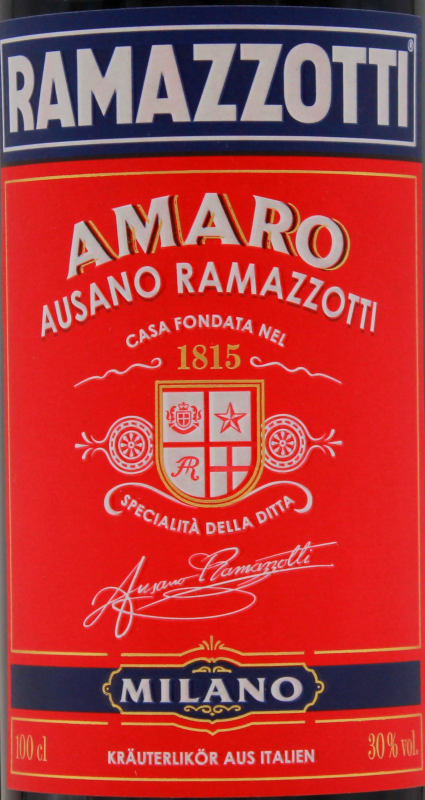 RAMAZZOTTI®
AMARO
AUSANO RAMAZZOTTI
CASA FONDATA NEL
1815
AR
SPECIALITÀ DELLA DITTA
Ausano Ramazzotti
MILANO
100 cl
KRÄUTERLIKÖR AUS ITALIEN
30% vol.